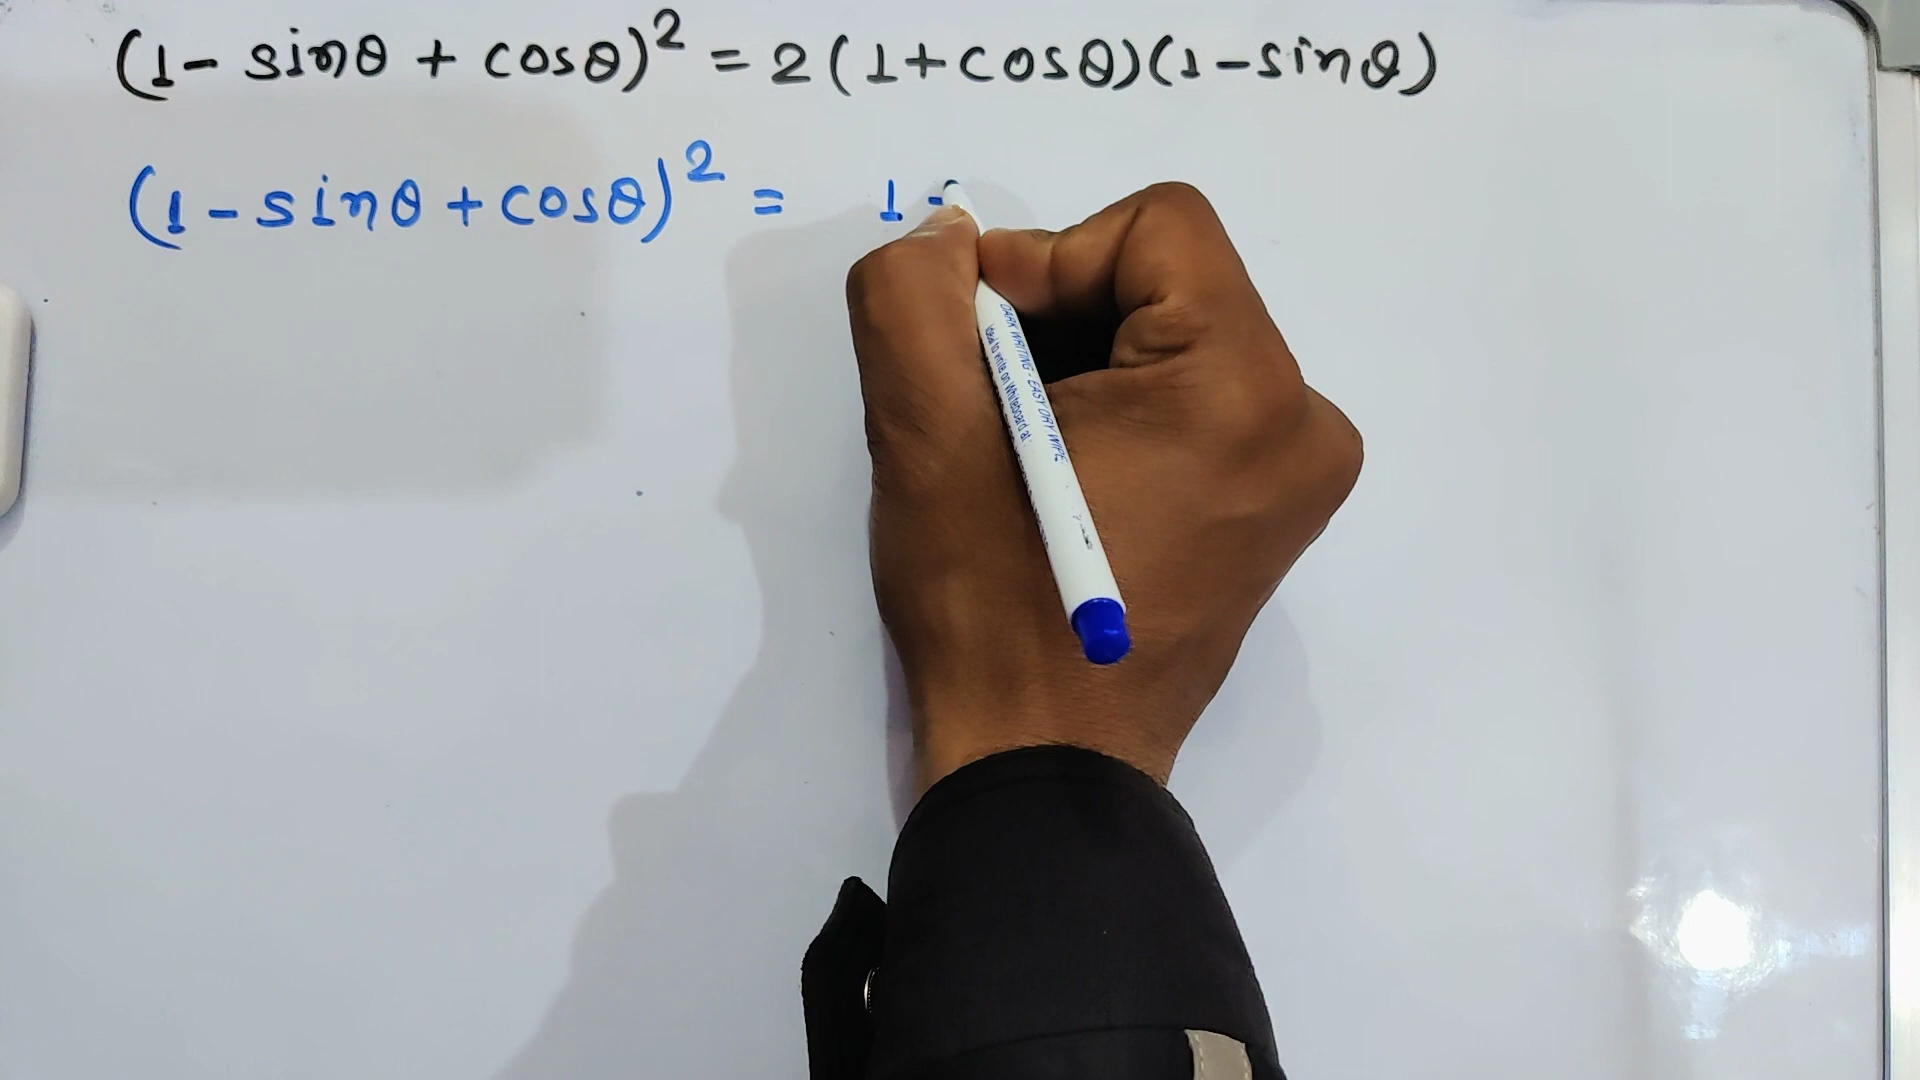 (1- sinθ + cosθ)² = 2(1+cosθ)(1-sinθ)
(1-sinθ+cosθ)² = 1 -
DARK WRITING - EASY DRY WIPE
Ideal to write on Whiteboard at